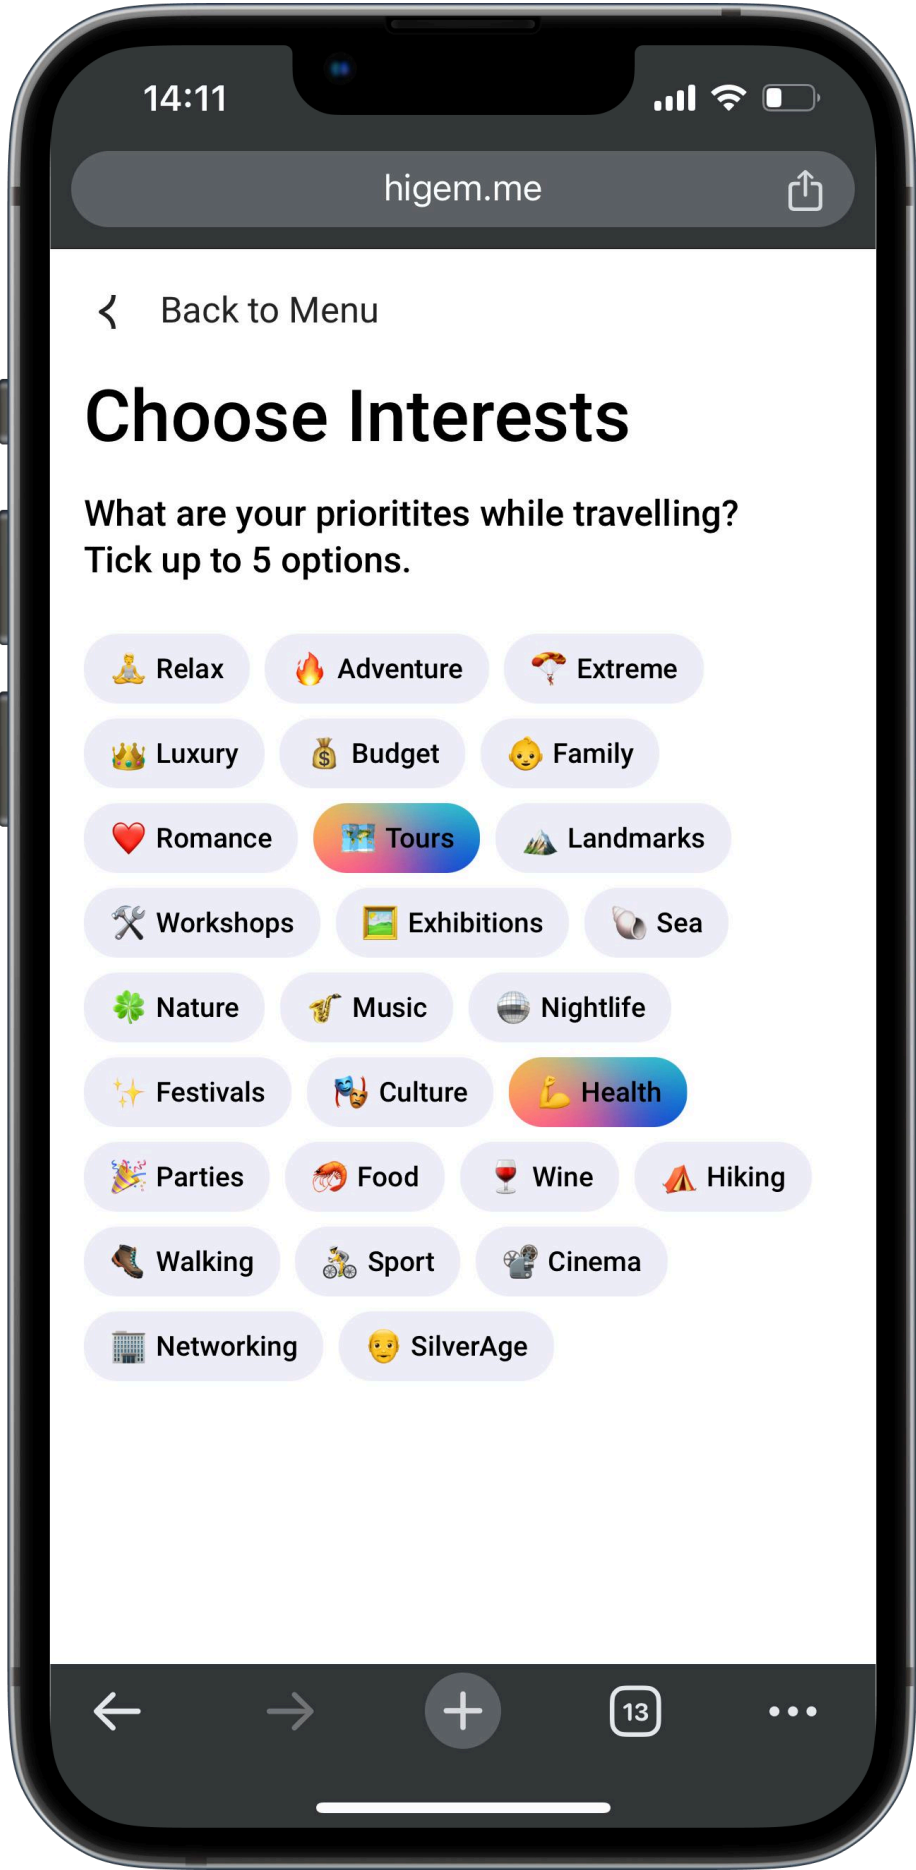 14:11
higem.me
Back to Menu
Choose Interests
What are your prioritites while travelling?
Tick up to 5 options.
Relax Adventure Extreme
Luxury Budget Family
Romance Tours Landmarks
Workshops Exhibitions Sea
Nature Music Nightlife
Festivals Culture Health
Parties Food Wine Hiking
Walking Sport Cinema
Networking SilverAge
13